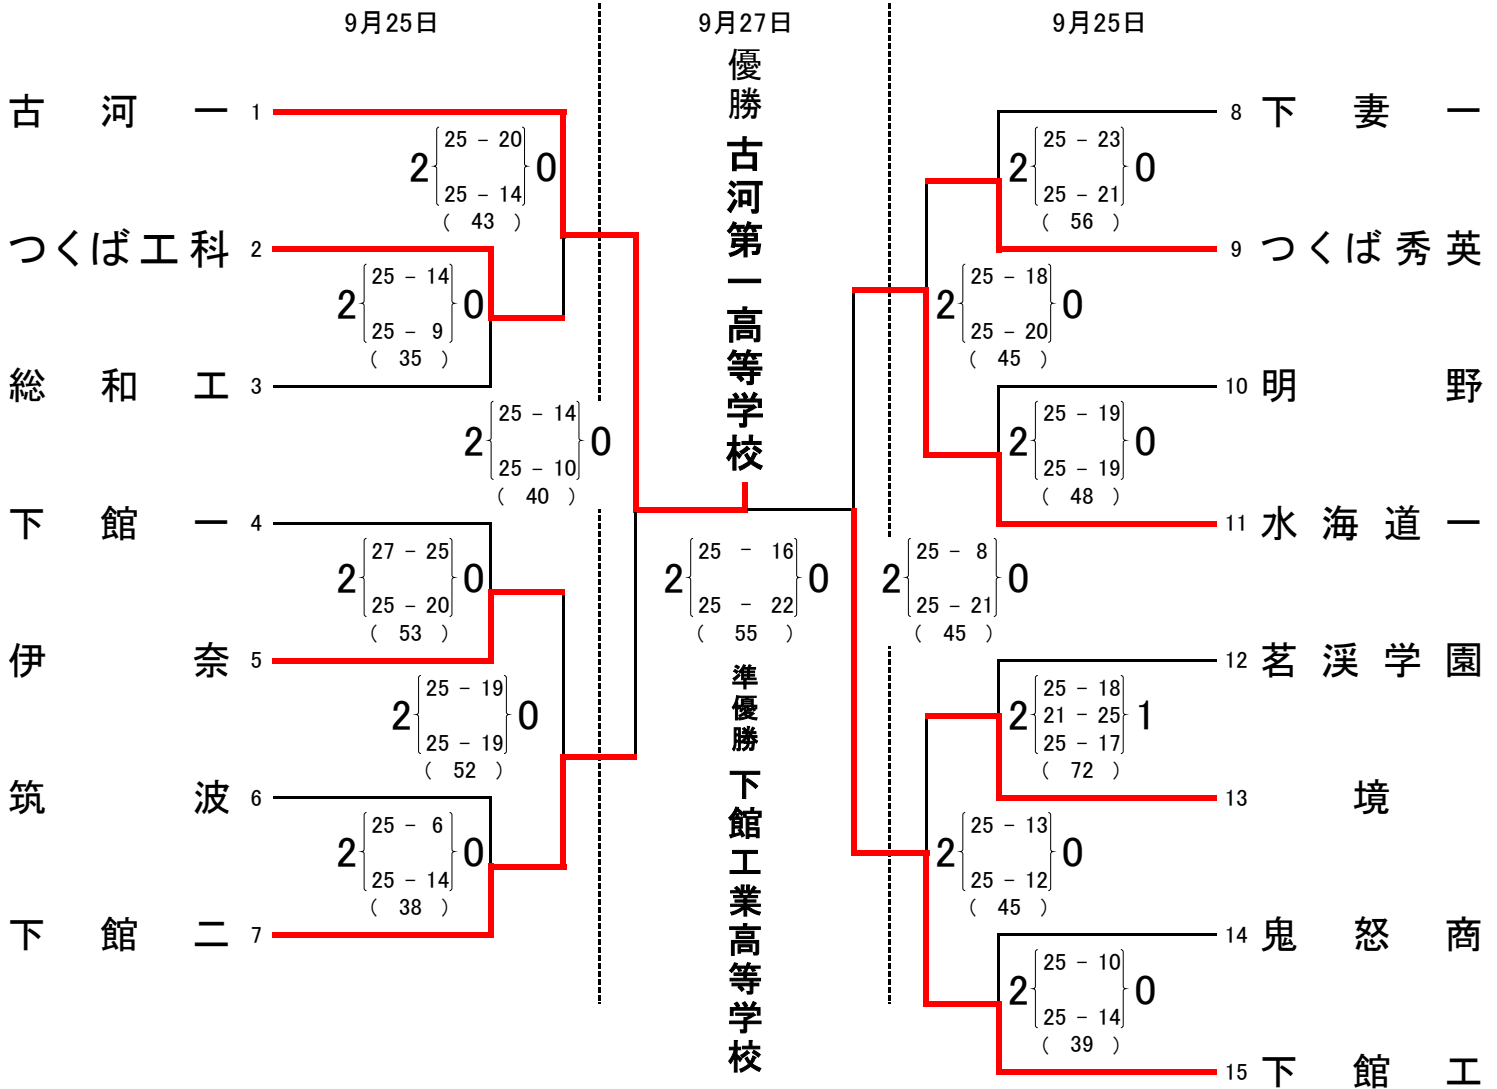 9月25日
9月27日
9月25日
優勝 古河第一高等学校
準優勝 下館工業高等学校
古河一 1
つくば工科 2
総和工 3
下館一 4
伊奈 5
筑波 6
下館二 7
8 下妻一
9 つくば秀英
10 明野
11 水海道一
12 茗溪学園
13 境
14 鬼怒商
15 下館工
25 - 20
2 0
25 - 14
( 43 )
25 - 14
2 0
25 - 9
( 35 )
25 - 14
2 0
25 - 10
( 40 )
27 - 25
2 0
25 - 20
( 53 )
25 - 19
2 0
25 - 19
( 52 )
25 - 6
2 0
25 - 14
( 38 )
25 - 16
2 0
25 - 22
( 55 )
25 - 23
2 0
25 - 21
( 56 )
25 - 18
2 0
25 - 20
( 45 )
25 - 19
2 0
25 - 19
( 48 )
25 - 8
2 0
25 - 21
( 45 )
25 - 18
2 21 - 25 1
25 - 17
( 72 )
25 - 13
2 0
25 - 12
( 45 )
25 - 10
2 0
25 - 14
( 39 )